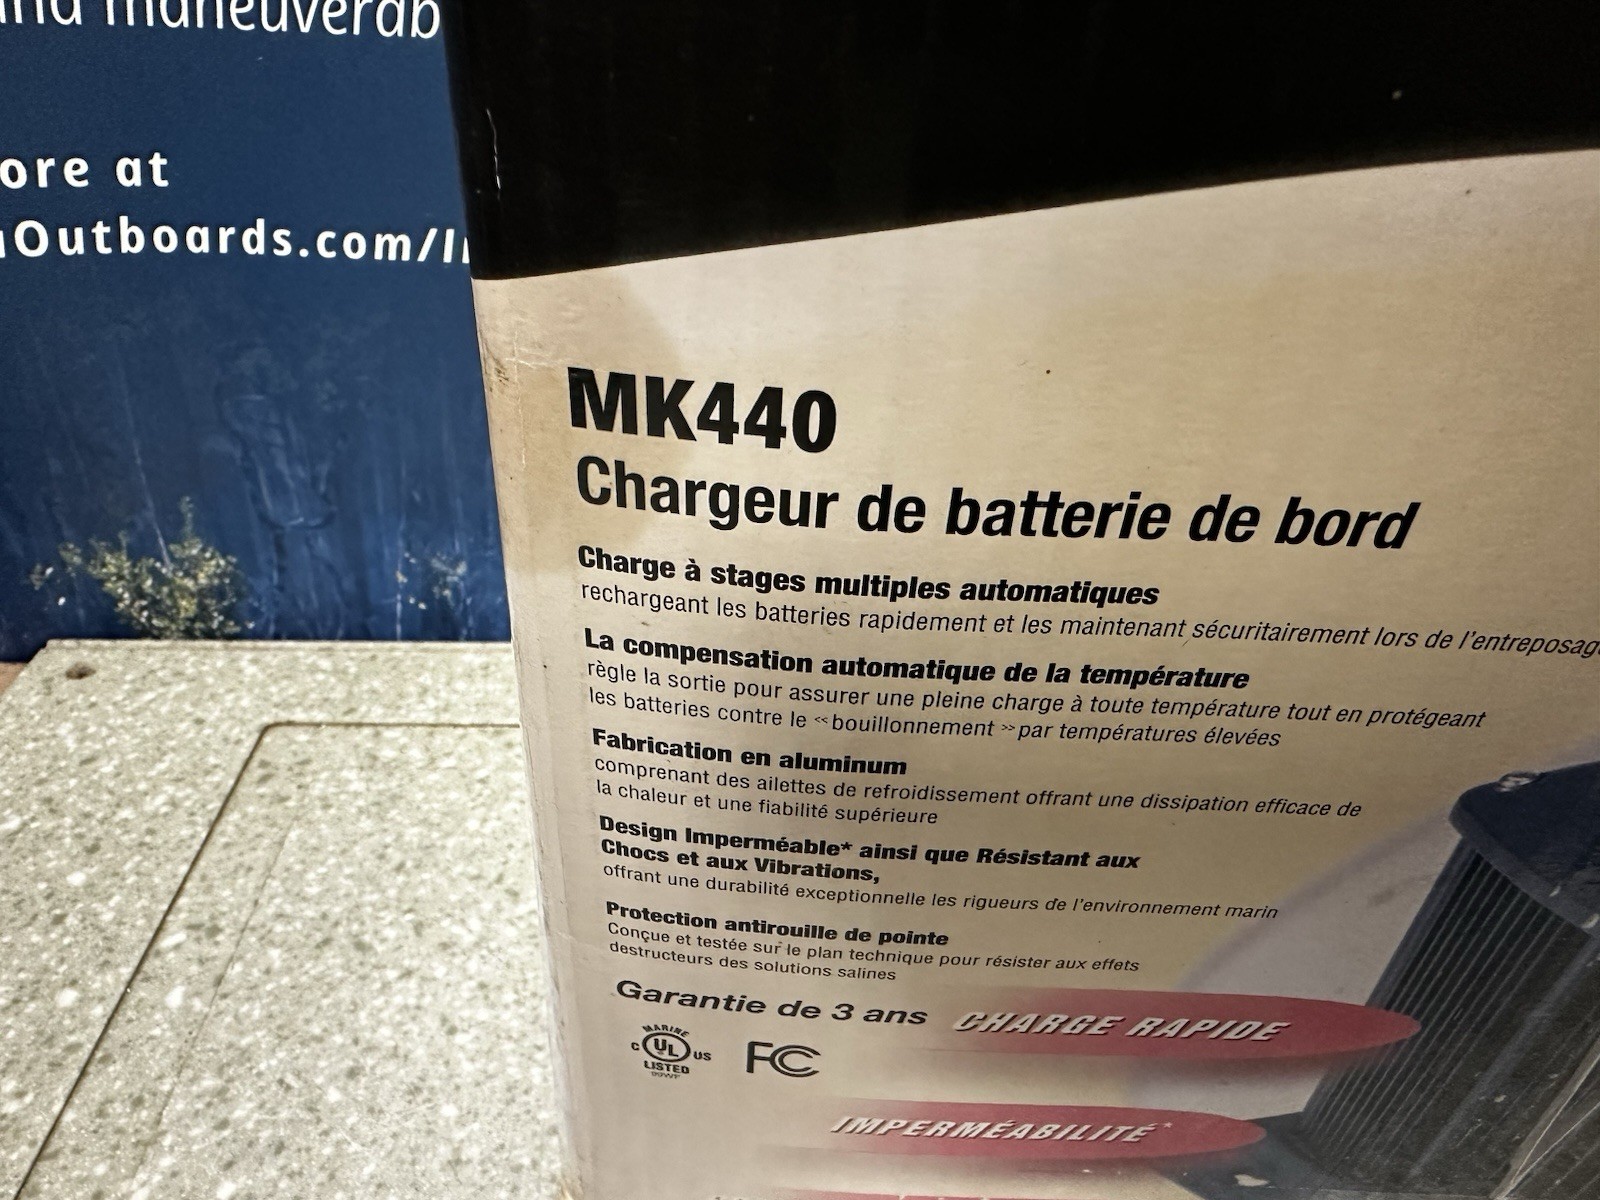 maneuverab
ore at
Outboards.com/
MK440
Chargeur de batterie de bord
Charge à stages multiples automatiques
rechargeant les batteries rapidement et les maintenant sécuritairement lors de l'entreposag
La compensation automatique de la température
règle la sortie pour assurer une pleine charge à toute température tout en protégeant
les batteries contre le «bouillonnement» par températures élevées
Fabrication en aluminum
comprenant des ailettes de refroidissement offrant une dissipation efficace de
la chaleur et une fiabilité supérieure
Design Imperméable* ainsi que Résistant aux
Chocs et aux Vibrations,
offrant une durabilité exceptionnelle les rigueurs de l'environnement marin
Protection antirouille de pointe
Conçue et testée sur le plan technique pour résister aux effets
destructeurs des solutions salines
Garantie de 3 ans
CHARGE RAPIDE
MARINE
C UL US
LISTED
FC
IMPERMÉABILITÉ*